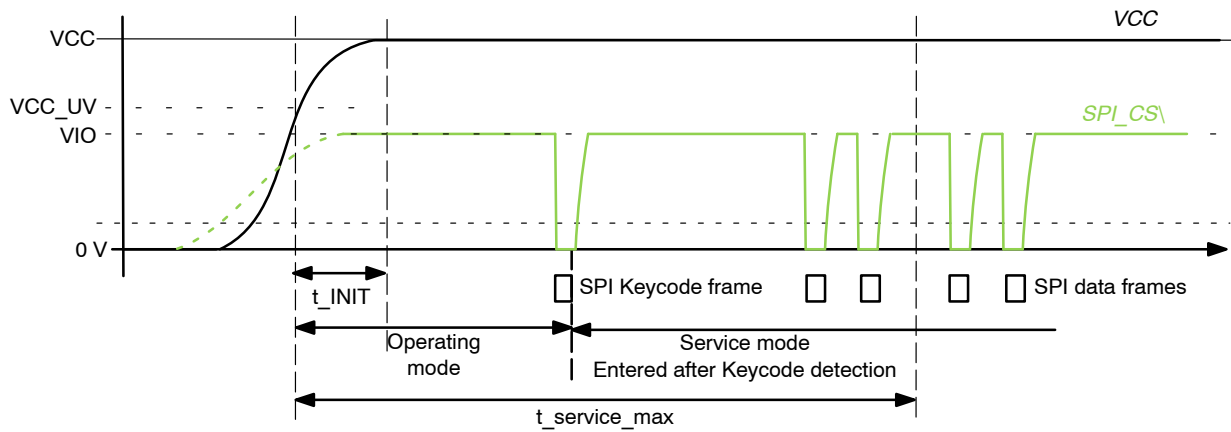 VCC
VCC
VCC_UV
VIO
SPI_CS\
0 V
SPI Keycode frame
SPI data frames
t_INIT
Operating
mode
Service mode
Entered after Keycode detection
t_service_max